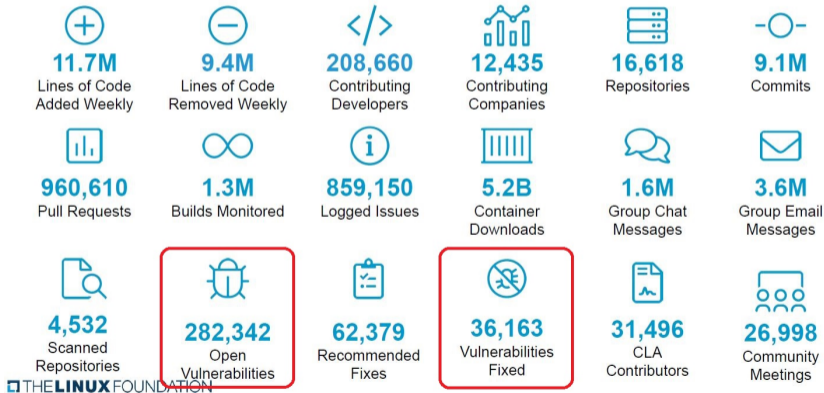 11.7M
Lines of Code
Added Weekly
9.4M
Lines of Code
Removed Weekly
208,660
Contributing
Developers
12,435
Contributing
Companies
16,618
Repositories
9.1M
Commits
960,610
Pull Requests
1.3M
Builds Monitored
859,150
Logged Issues
5.2B
Container
Downloads
1.6M
Group Chat
Messages
3.6M
Group Email
Messages
4,532
Scanned
Repositories
282,342
Open
Vulnerabilities
62,379
Recommended
Fixes
36,163
Vulnerabilities
Fixed
31,496
CLA
Contributors
26,998
Community
Meetings
THE LINUX FOUNDATION